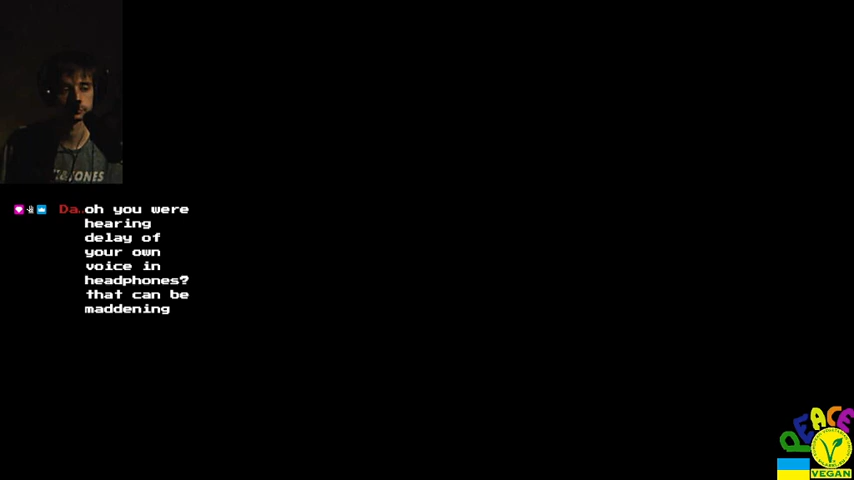 Da..oh you were
hearing
delay of
your own
voice in
headphones?
that can be
maddening
PEACE
VEGAN